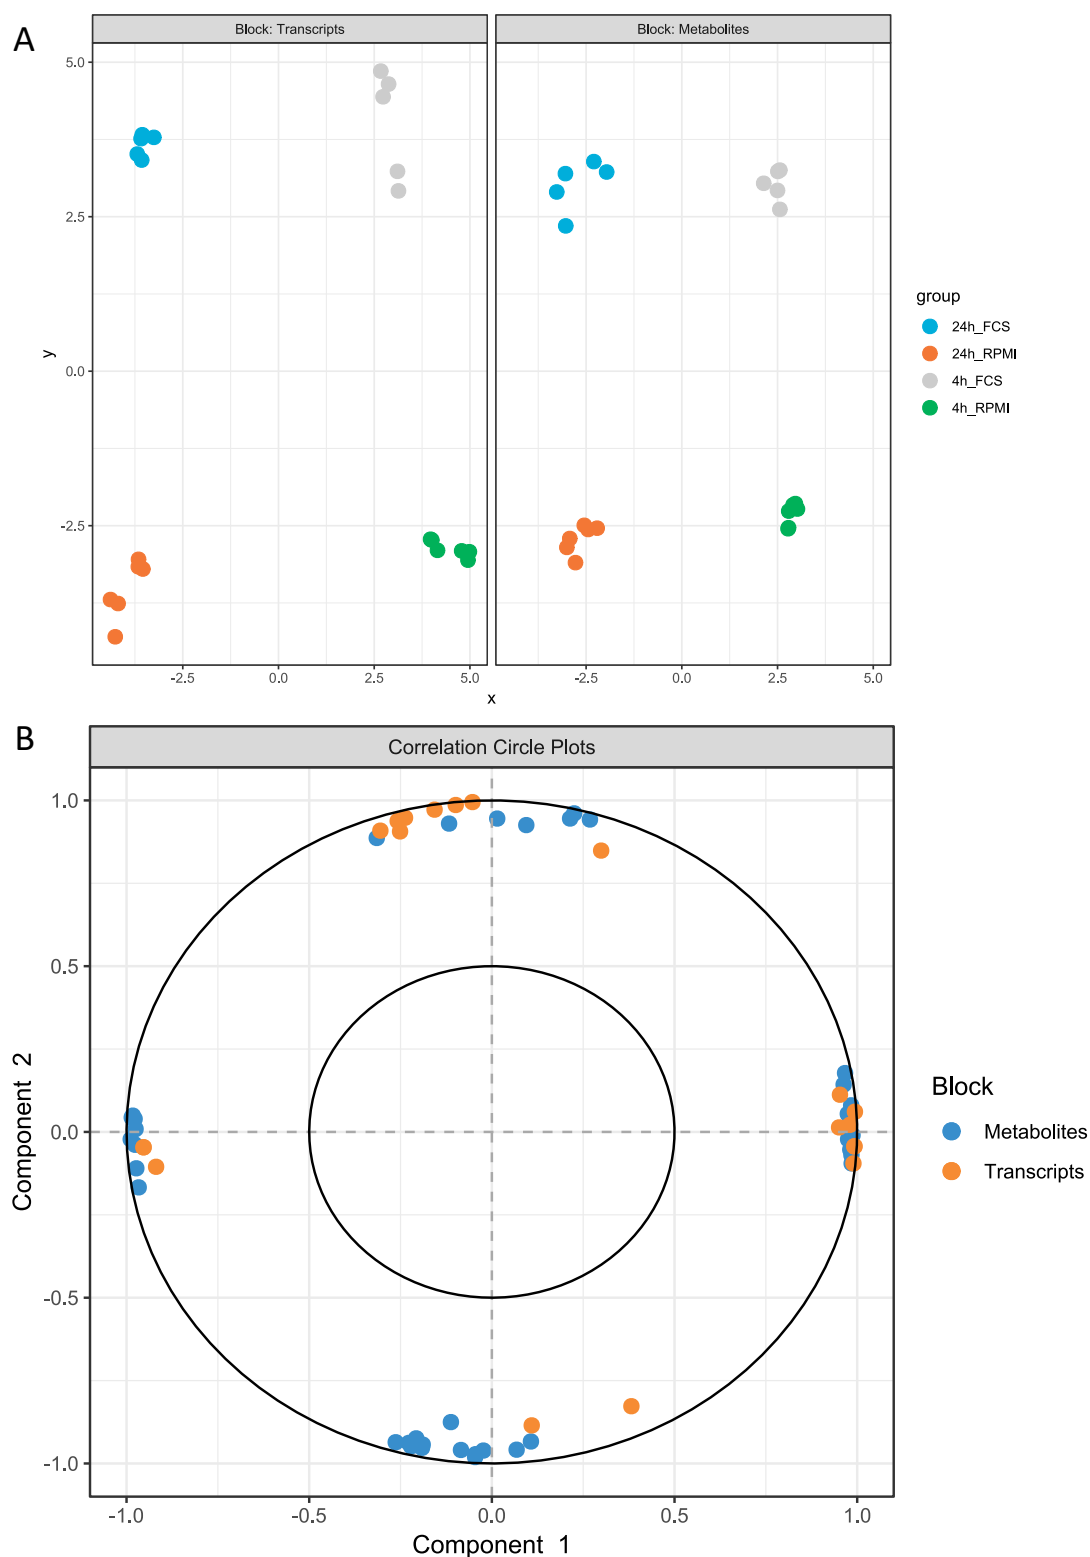 A
Block: Transcripts
Block: Metabolites
5.0
2.5
0.0
-2.5
y
-2.5
0.0
2.5
5.0
-2.5
0.0
2.5
5.0
x
group
24h_FCS
24h_RPMI
4h_FCS
4h_RPMI
B
Correlation Circle Plots
1.0
0.5
0.0
-0.5
-1.0
Component 2
-1.0
-0.5
0.0
0.5
1.0
Component 1
Block
Metabolites
Transcripts